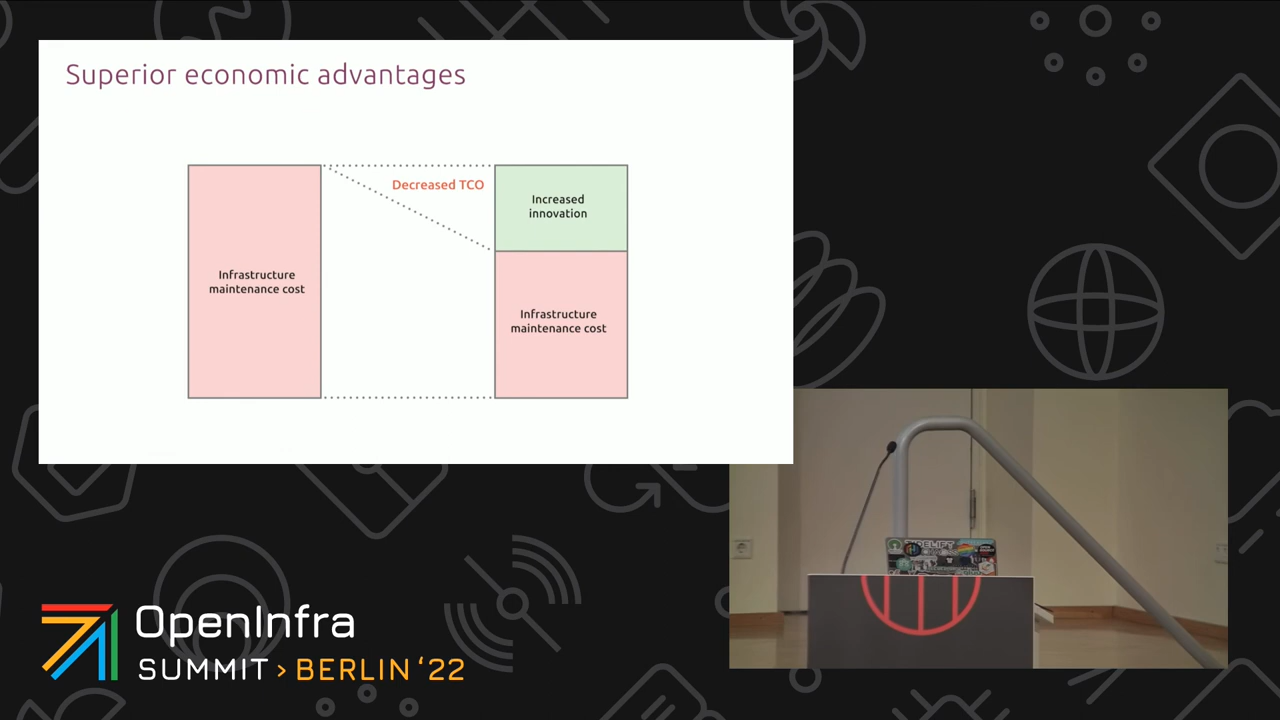 Superior economic advantages
Decreased TCO
Increased
innovation
Infrastructure
maintenance cost
Infrastructure
maintenance cost
OpenInfra
SUMMIT > BERLIN '22